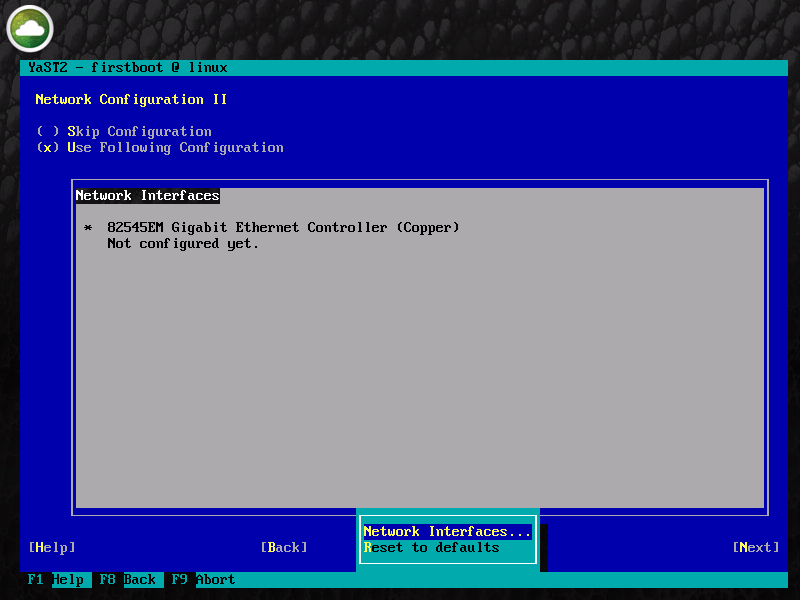 YaST2 - firstboot @ linux
Network Configuration II
( ) Skip Configuration
(x) Use Following Configuration
Network Interfaces
* 82545EM Gigabit Ethernet Controller (Copper)
Not configured yet.
Network Interfaces...
[Help] [Back] Reset to defaults [Next]
F1 Help F8 Back F9 Abort